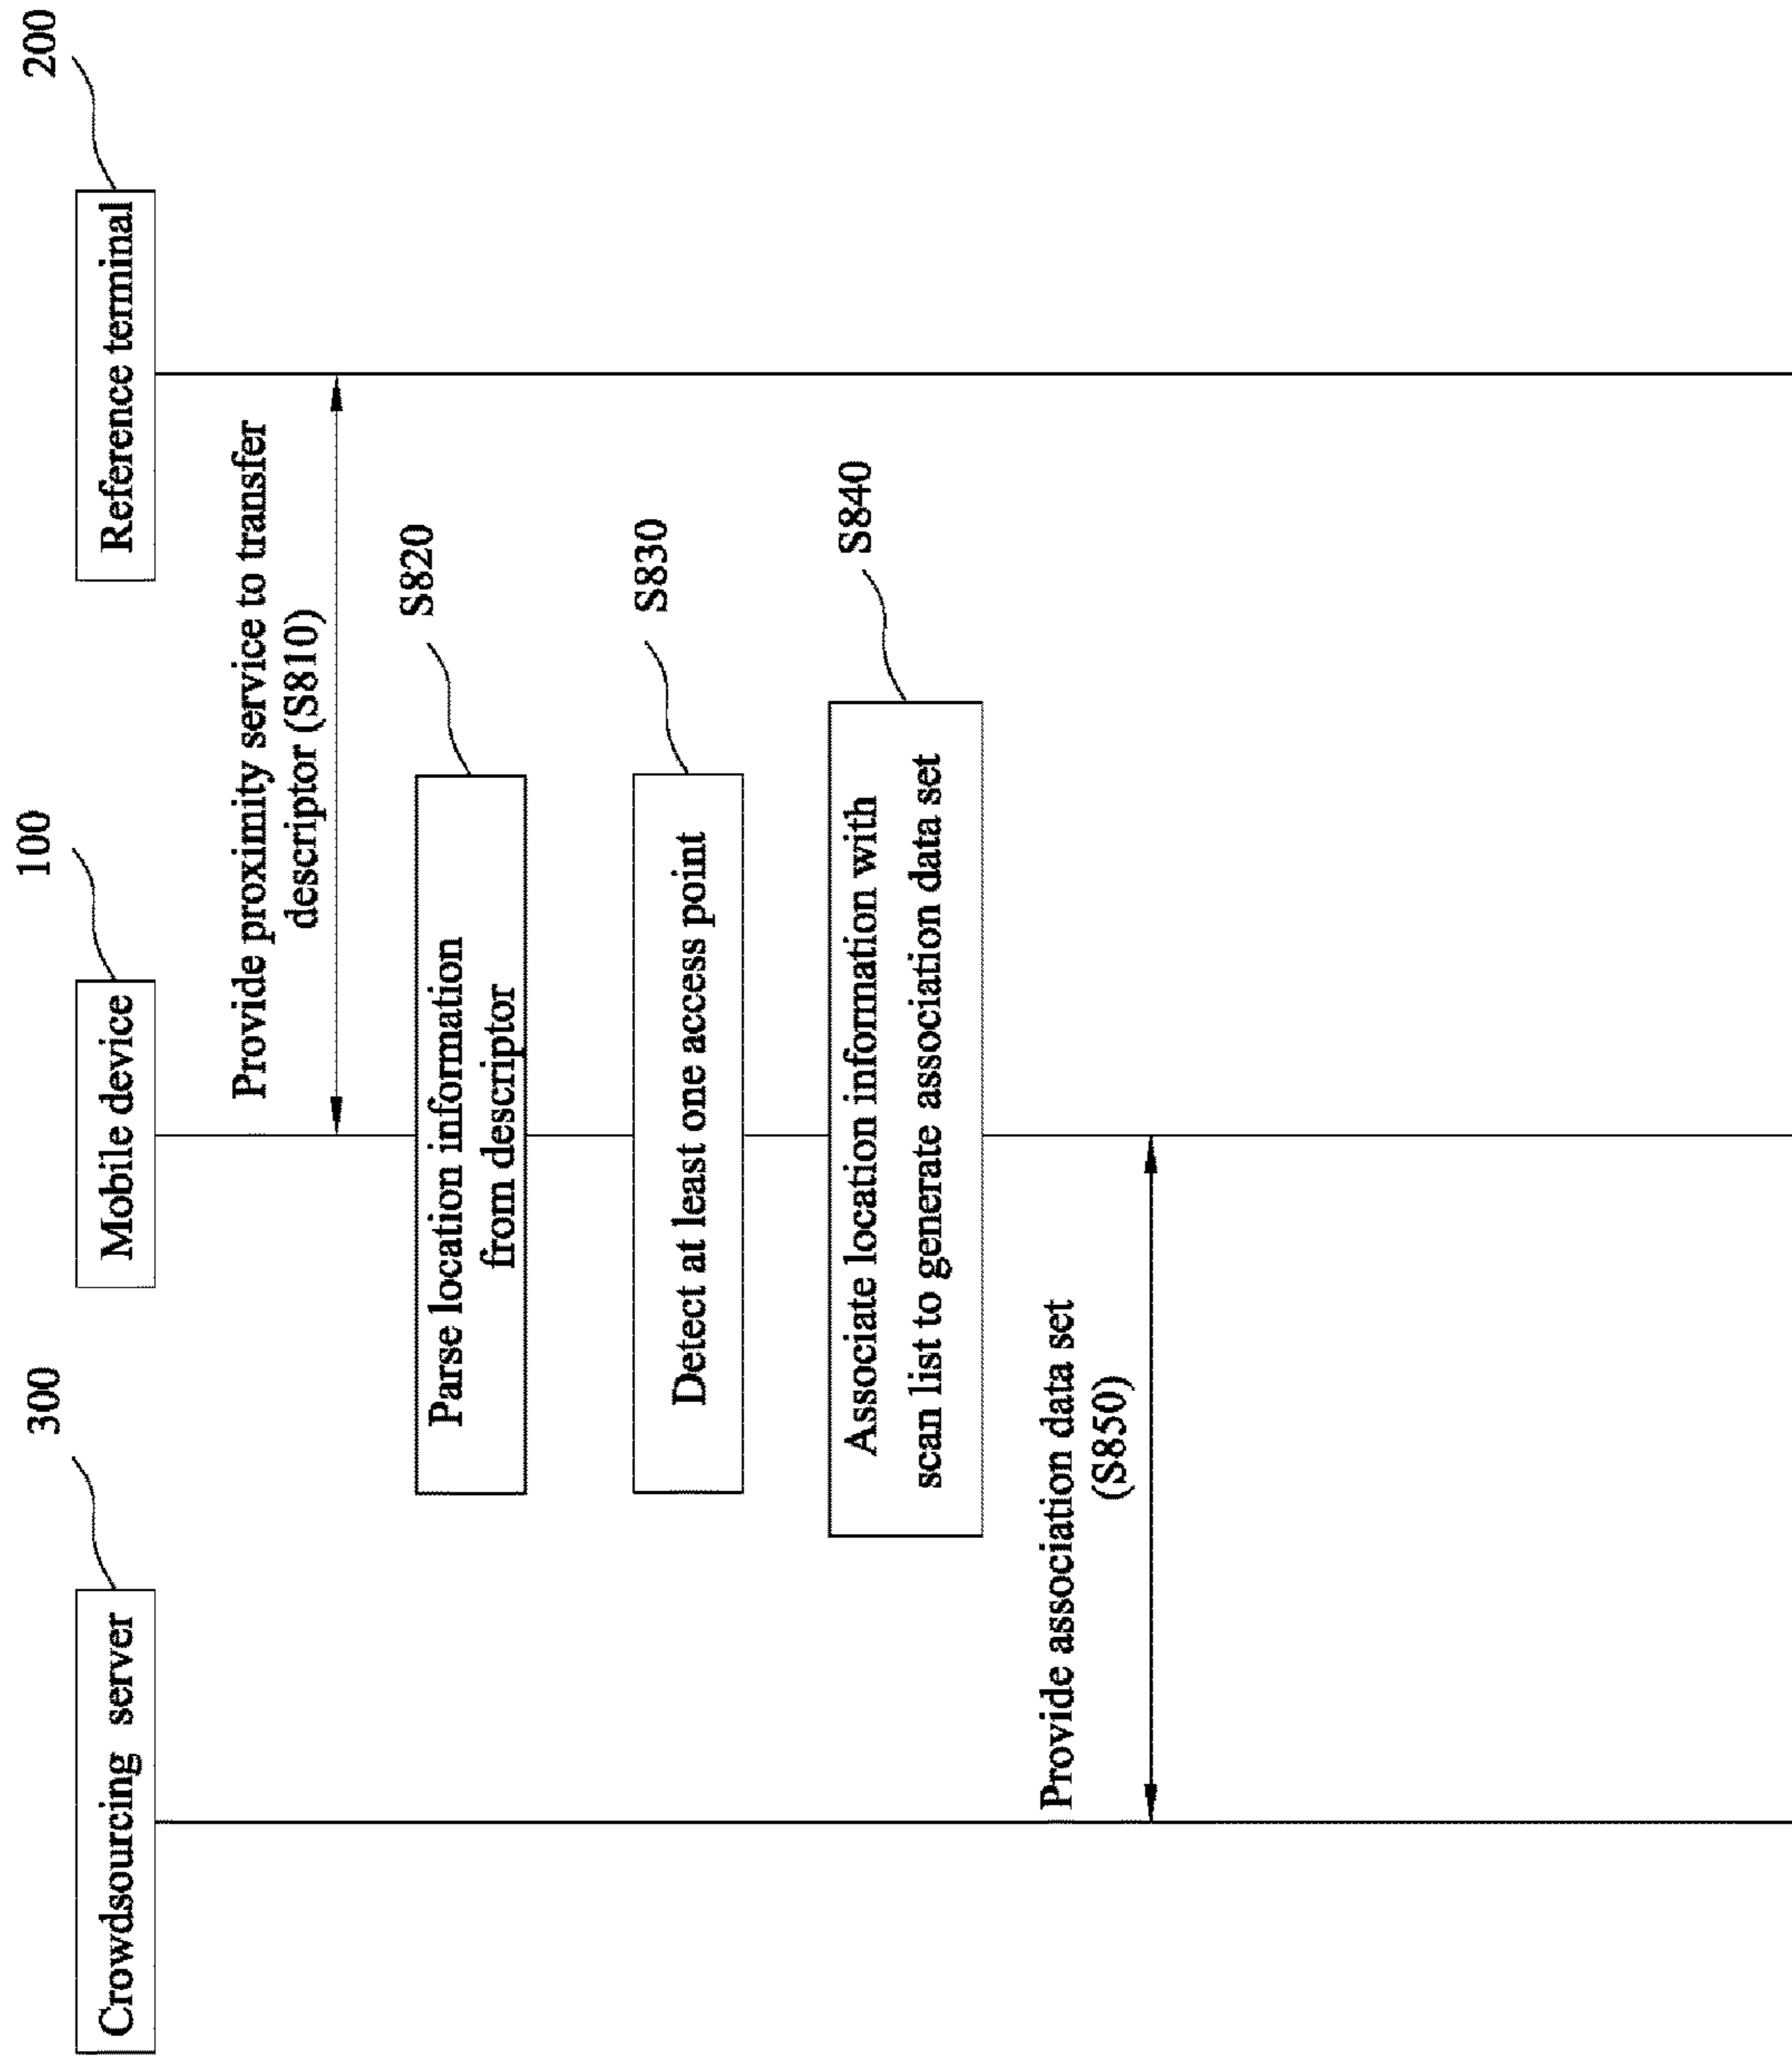 300
100
200
Crowdsourcing server
Mobile device
Reference terminal
Provide proximity service to transfer
descriptor (S810)
S820
Parse location information
from descriptor
S830
Detect at least one access point
S840
Associate location information with
scan list to generate association data set
Provide association data set
(S850)